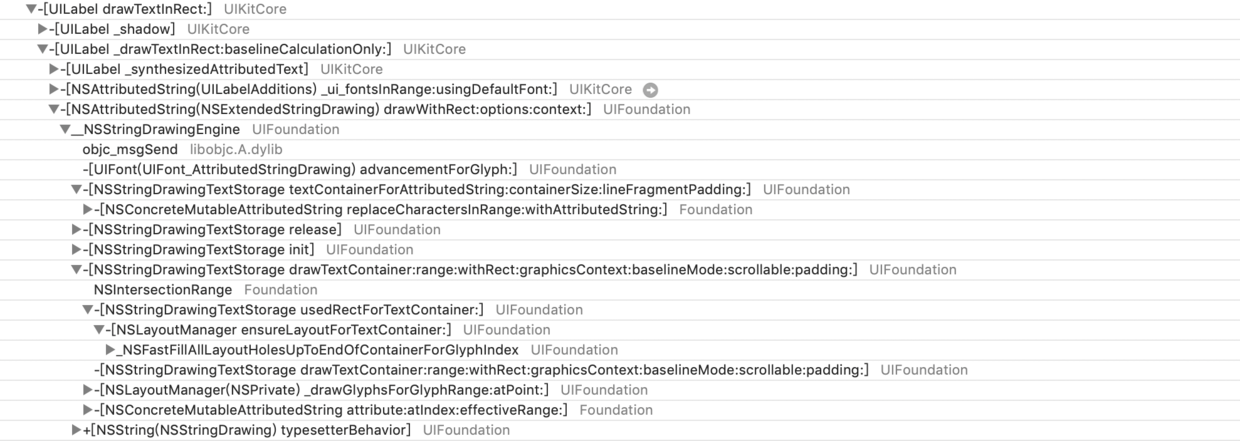 -[UILabel drawTextInRect:] UIKitCore
-[UILabel _shadow] UIKitCore
-[UILabel _drawTextInRect:baselineCalculationOnly:] UIKitCore
-[UILabel _synthesizedAttributedText] UIKitCore
-[NSAttributedString(UILabelAdditions) _ui_fontsInRange:usingDefaultFont:] UIKitCore
-[NSAttributedString(NSExtendedStringDrawing) drawWithRect:options:context:] UIFoundation
__NSStringDrawingEngine UIFoundation
objc_msgSend libobjc.A.dylib
-[UIFont(UIFont_AttributedStringDrawing) advancementForGlyph:] UIFoundation
-[NSStringDrawingTextStorage textContainerForAttributedString:containerSize:lineFragmentPadding:] UIFoundation
-[NSConcreteMutableAttributedString replaceCharactersInRange:withAttributedString:] Foundation
-[NSStringDrawingTextStorage release] UIFoundation
-[NSStringDrawingTextStorage init] UIFoundation
-[NSStringDrawingTextStorage drawTextContainer:range:withRect:graphicsContext:baselineMode:scrollable:padding:] UIFoundation
NSIntersectionRange Foundation
-[NSStringDrawingTextStorage usedRectForTextContainer:] UIFoundation
-[NSLayoutManager ensureLayoutForTextContainer:] UIFoundation
_NSFastFillAllLayoutHolesUpToEndOfContainerForGlyphIndex UIFoundation
-[NSStringDrawingTextStorage drawTextContainer:range:withRect:graphicsContext:baselineMode:scrollable:padding:] UIFoundation
-[NSLayoutManager(NSPrivate) _drawGlyphsForGlyphRange:atPoint:] UIFoundation
-[NSConcreteMutableAttributedString attribute:atIndex:effectiveRange:] Foundation
+[NSString(NSStringDrawing) typesetterBehavior] UIFoundation